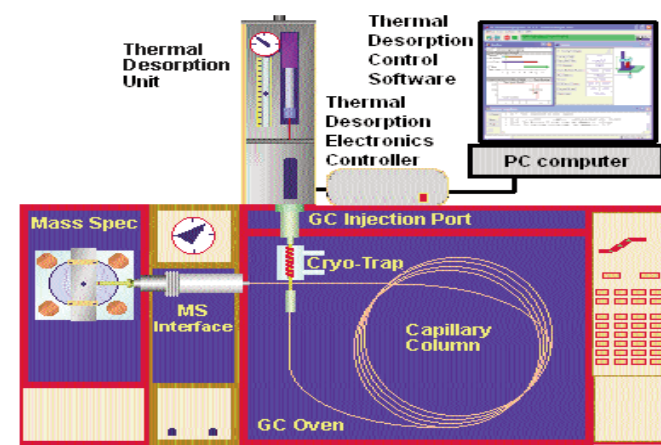 Thermal
Desorption
Unit
Thermal
Desorption
Control
Software
Thermal
Desorption
Electronics
Controller
PC computer
Mass Spec
GC Injection Port
Cryo-Trap
MS
Interface
Capillary
Column
GC Oven